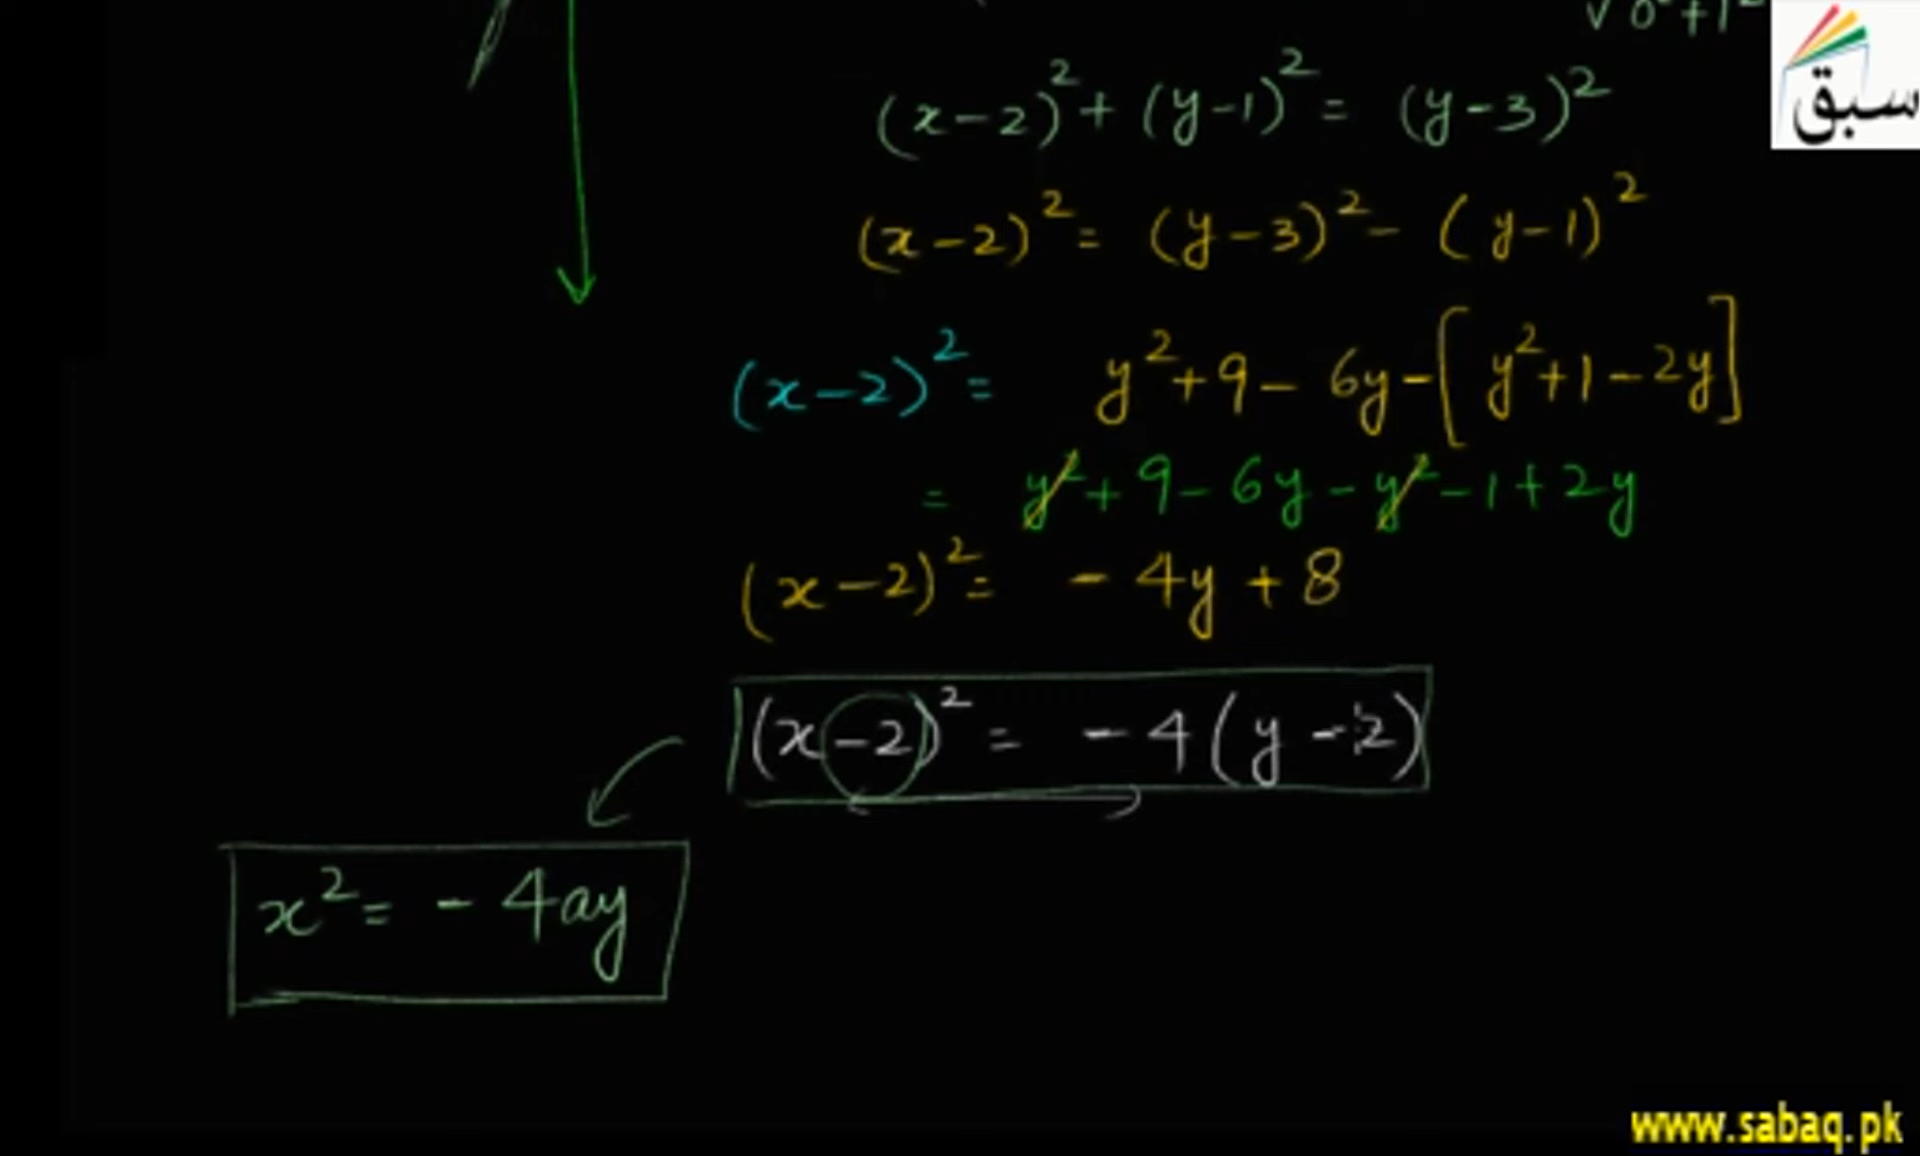 √0²+1²
سبق
(x-2)²+(y-1)²= (y-3)²
(x-2)²= (y-3)²-(y-1)²
(x-2)²= y²+9-6y-[y²+1-2y]
= y²+9-6y-y²-1+2y
(x-2)²= -4y+8
(x-2)²= -4(y-2)
x²= -4ay
www.sabaq.pk